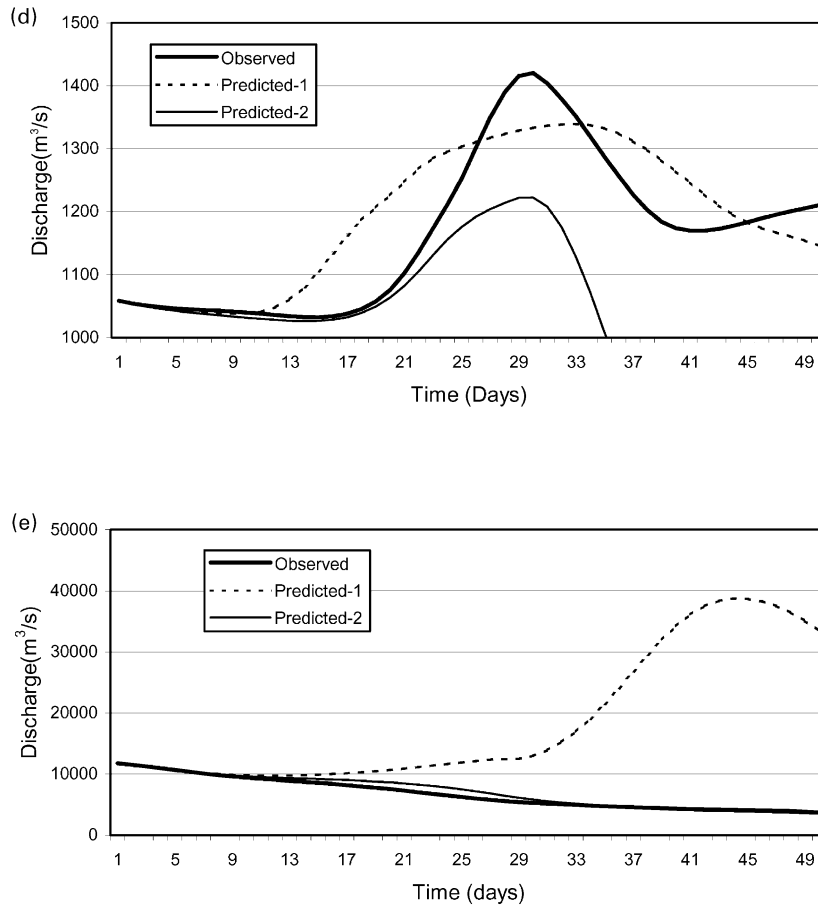 (d)
1500
1400
1300
1200
1100
1000
Discharge(m³/s)
Observed
Predicted-1
Predicted-2
1 5 9 13 17 21 25 29 33 37 41 45 49
Time (Days)
(e)
50000
40000
30000
20000
10000
0
Discharge(m³/s)
Observed
Predicted-1
Predicted-2
1 5 9 13 17 21 25 29 33 37 41 45 49
Time (days)